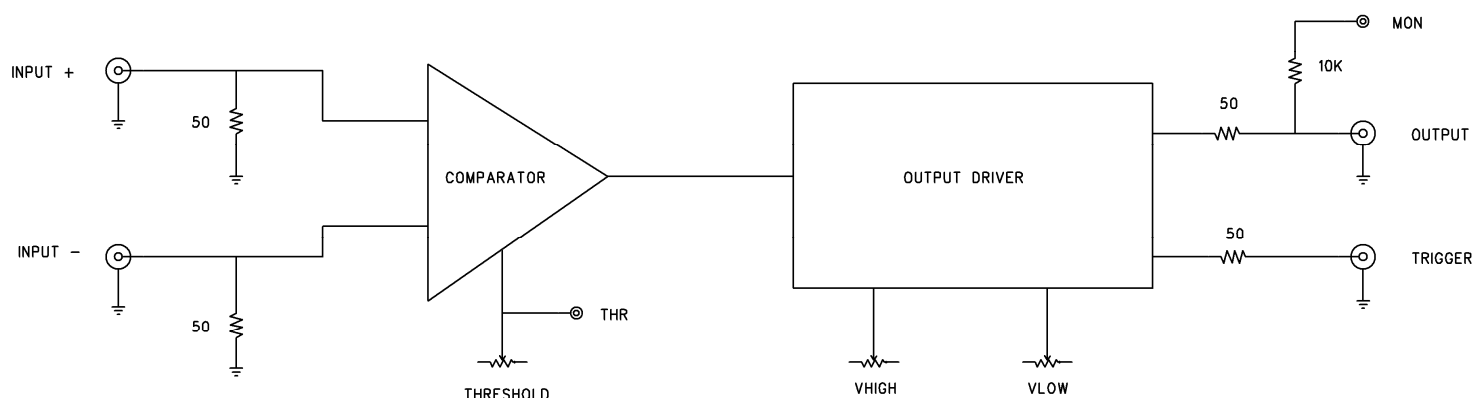 MON
INPUT +
10K
50
50
OUTPUT
COMPARATOR
OUTPUT DRIVER
INPUT -
50
TRIGGER
50
THR
THRESHOLD
VHIGH
VLOW